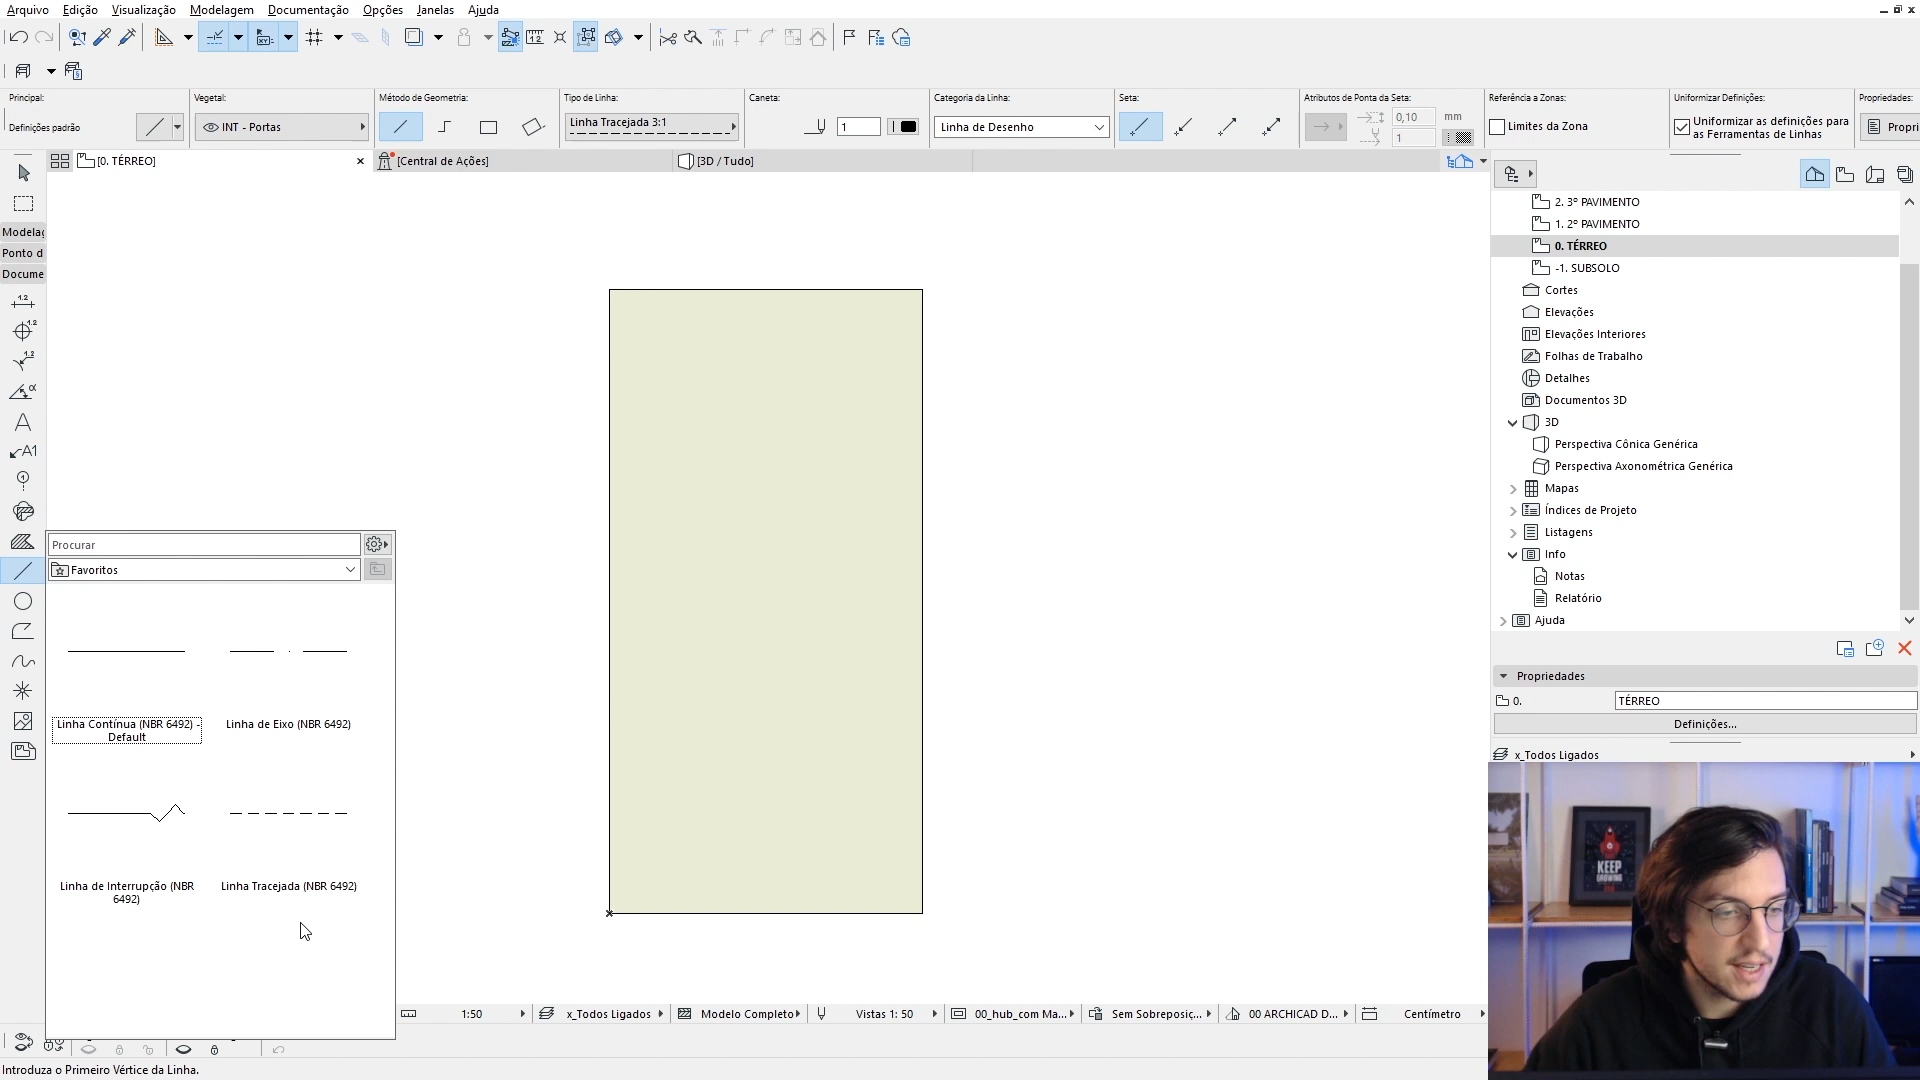 Arquivo Edição Visualização Modelagem Documentação Opções Janelas Ajuda
Principal: Vegetal: Método de Geometria: Tipo de Linha: Caneta: Categoria da Linha: Seta: Atributos de Ponta da Seta: Referência a Zonas: Uniformizar Definições: Propriedades:
Definições padrão
INT - Portas
Linha Tracejada 3:1
1
Linha de Desenho
0,10 mm
1
Limites da Zona
Uniformizar as definições para
as Ferramentas de Linhas
Propri
[0. TÉRREO] [Central de Ações] [3D / Tudo]
Modela
Ponto d
Docume
2. 3º PAVIMENTO
1. 2º PAVIMENTO
0. TÉRREO
-1. SUBSOLO
Cortes
Elevações
Elevações Interiores
Folhas de Trabalho
Detalhes
Documentos 3D
3D
Perspectiva Cônica Genérica
Perspectiva Axonométrica Genérica
Mapas
Índices de Projeto
Listagens
Info
Notas
Relatório
Ajuda
Propriedades
0. TÉRREO
Definições...
x_Todos Ligados
Procurar
Favoritos
Linha Contínua (NBR 6492) -
Default
Linha de Eixo (NBR 6492)
Linha de Interrupção (NBR
6492)
Linha Tracejada (NBR 6492)
KEEP
GROWING
1:50 x_Todos Ligados Modelo Completo Vistas 1: 50 00_hub_com Ma... Sem Sobreposiç... 00 ARCHICAD D... Centímetro
Introduza o Primeiro Vértice da Linha.